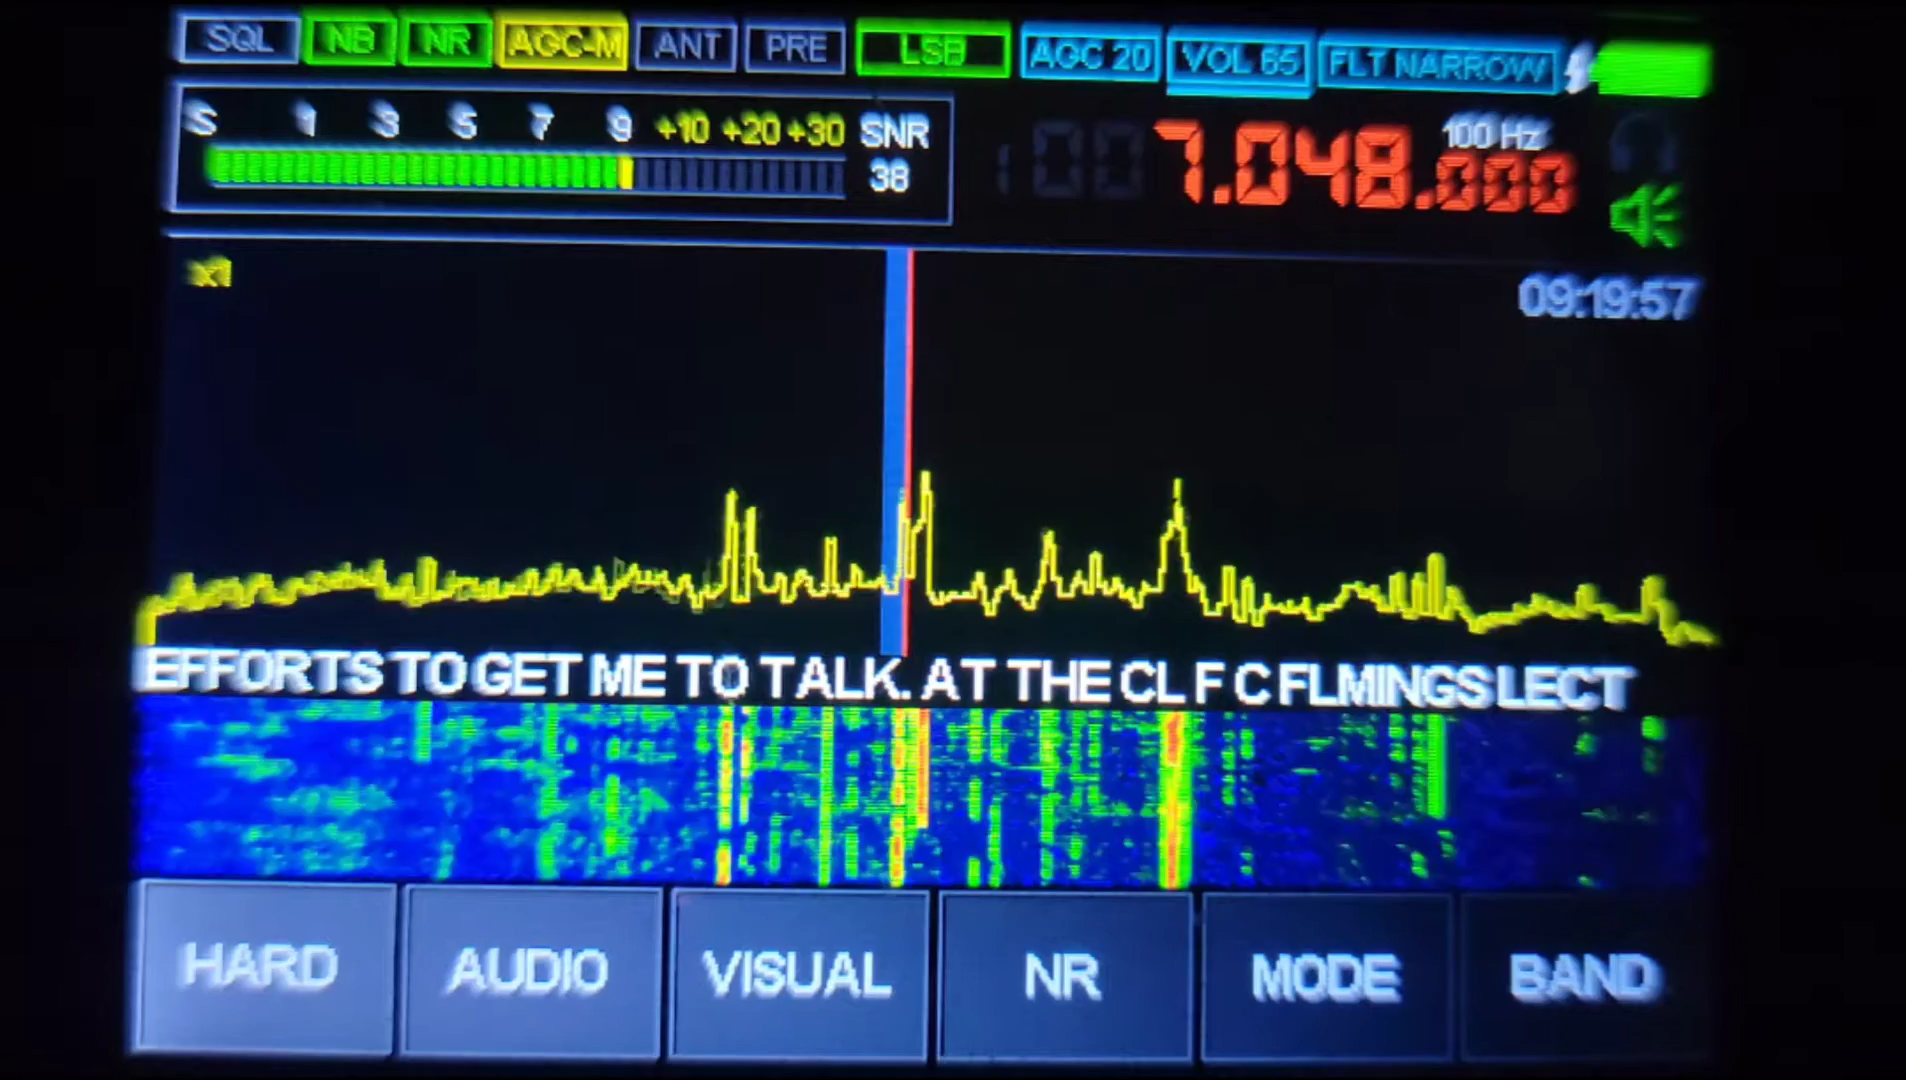 SQL NB NR AGC-M ANT PRE LSB AGC 20 VOL 65 FLT NARROW
S 1 3 5 7 9 +10 +20 +30 SNR
38
100 Hz
7.048.000
x1
09:19:57
EFFORTS TO GET ME TO TALK. AT THE CL F C FLMINGS LECT
HARD AUDIO VISUAL NR MODE BAND